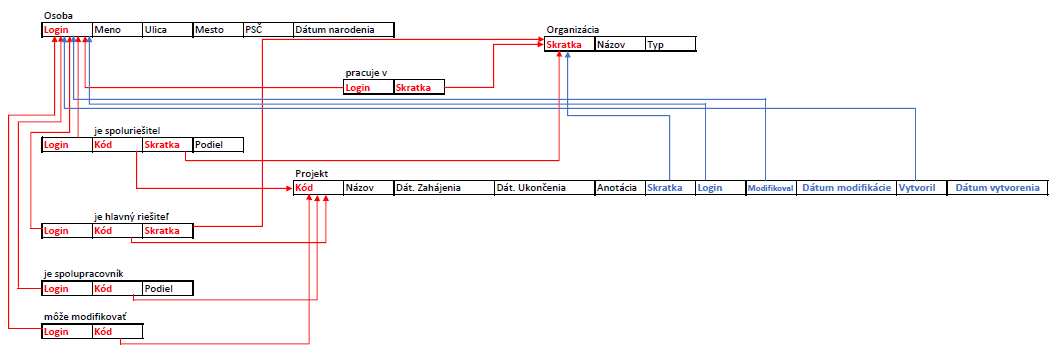 Osoba
Login Meno Ulica Mesto PSČ Dátum narodenia
Organizácia
Skratka Názov Typ
pracuje v
Login Skratka
je spoluriešitel
Login Kód Skratka Podiel
Projekt
Kód Názov Dát. Zahájenia Dát. Ukončenia Anotácia Skratka Login Modifikoval Dátum modifikácie Vytvoril Dátum vytvorenia
je hlavný riešiteľ
Login Kód Skratka
je spolupracovník
Login Kód Podiel
môže modifikovať
Login Kód